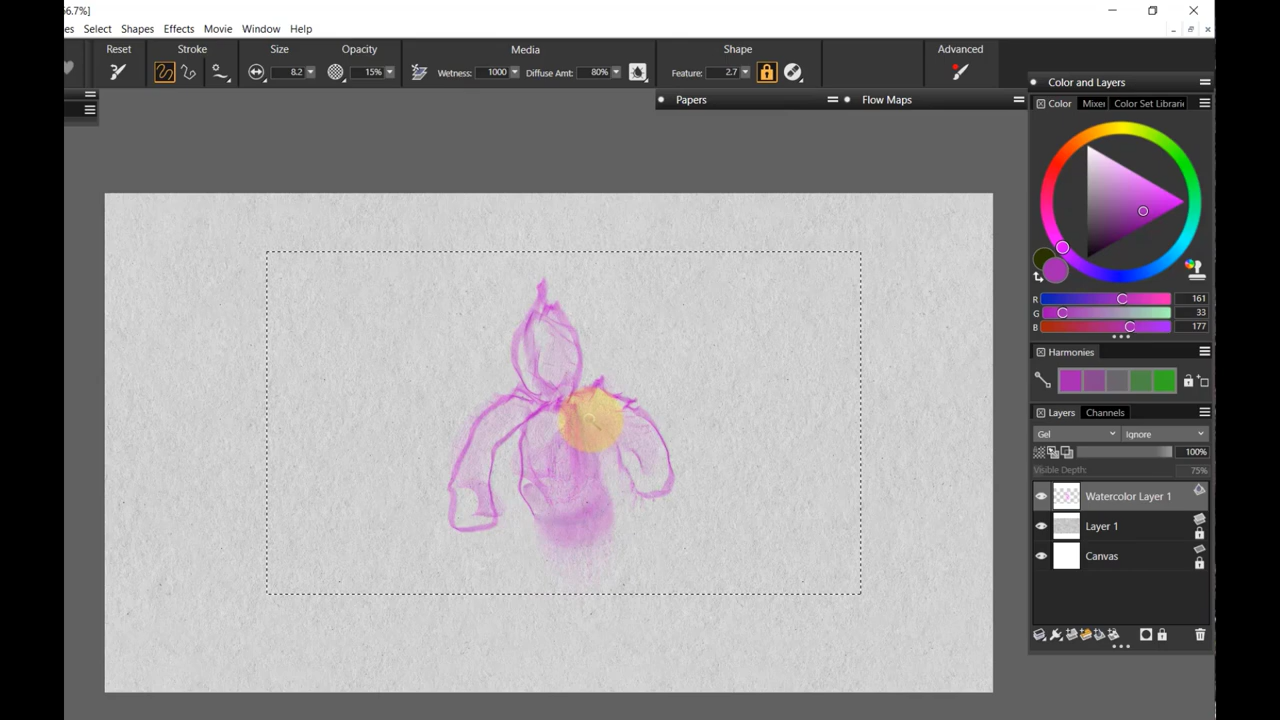 56.7%]
es Select Shapes Effects Movie Window Help
Reset Stroke Size Opacity Media Shape Advanced
8.2 15% Wetness: 1000 Diffuse Amt: 80% Feature: 2.7
Papers Flow Maps
Color and Layers
Color Mixer Color Set Librari
R 161
G 33
B 177
Harmonies
Layers Channels
Gel Ignore
100%
Visible Depth: 75%
Watercolor Layer 1
Layer 1
Canvas